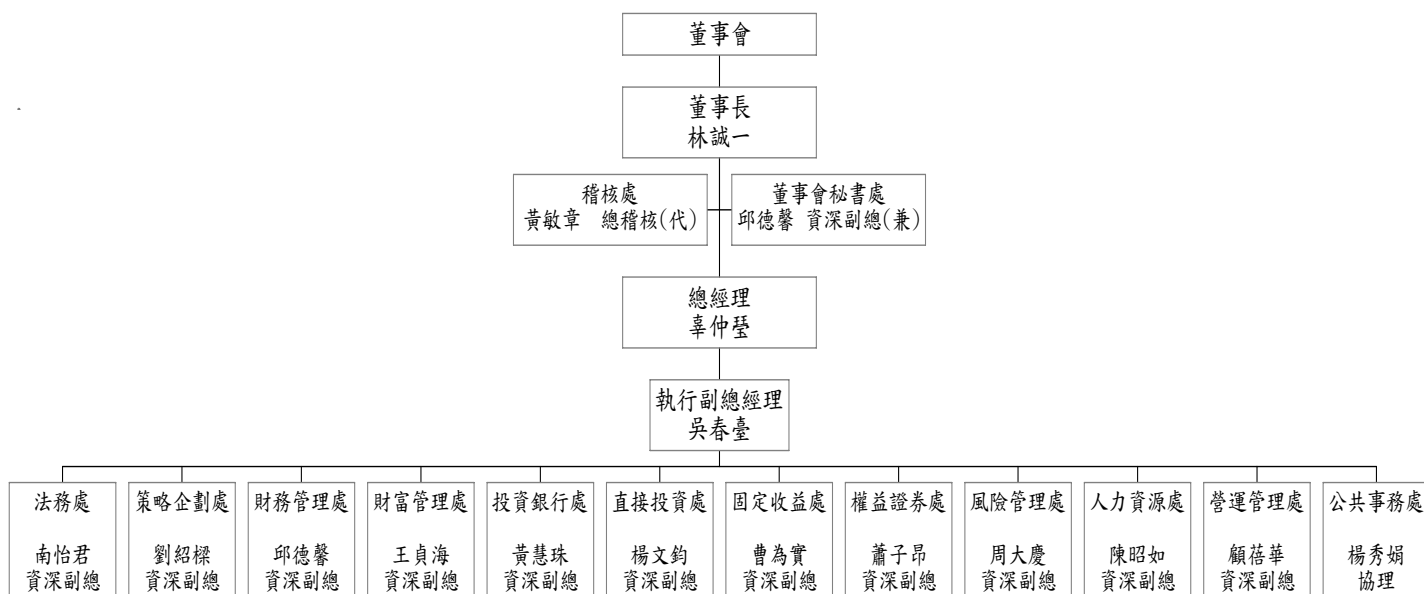 董事會
董事長
林誠一
稽核處
黃敏章　總稽核(代)
董事會秘書處
邱德馨 資深副總(兼)
總經理
辜仲瑩
執行副總經理
吳春臺
法務處
南怡君
資深副總
策略企劃處
劉紹樑
資深副總
財務管理處
邱德馨
資深副總
財富管理處
王貞海
資深副總
投資銀行處
黃慧珠
資深副總
直接投資處
楊文鈞
資深副總
固定收益處
曹為實
資深副總
權益證券處
蕭子昂
資深副總
風險管理處
周大慶
資深副總
人力資源處
陳昭如
資深副總
營運管理處
顧蓓華
資深副總
公共事務處
楊秀娟
協理